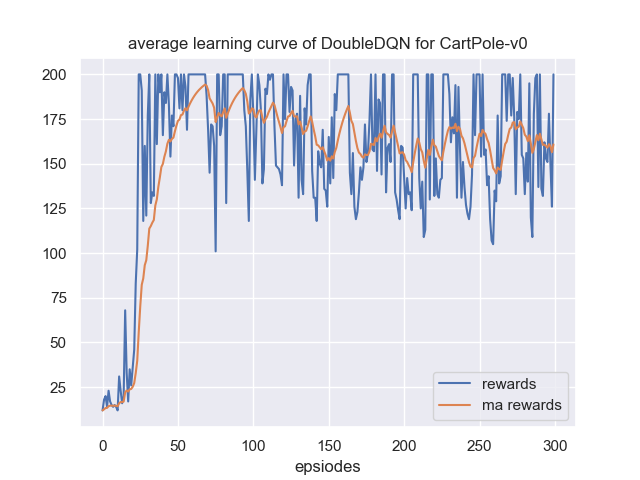 average learning curve of DoubleDQN for CartPole-v0
200
175
150
125
100
75
50
25
0 50 100 150 200 250 300
epsiodes
rewards
ma rewards